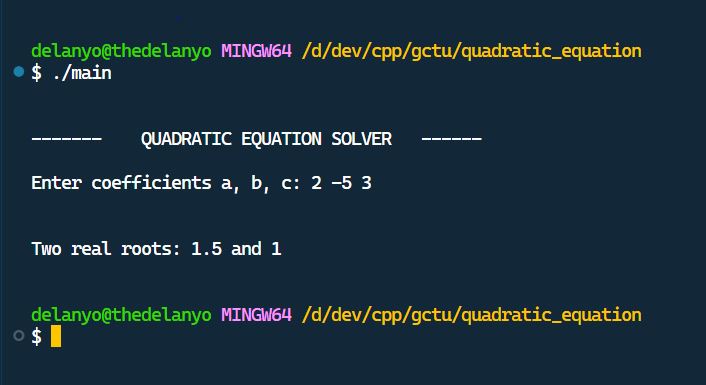 delanyo@thedelanyo MINGW64 /d/dev/cpp/gctu/quadratic_equation
$ ./main
------- QUADRATIC EQUATION SOLVER ------
Enter coefficients a, b, c: 2 -5 3
Two real roots: 1.5 and 1
delanyo@thedelanyo MINGW64 /d/dev/cpp/gctu/quadratic_equation
$